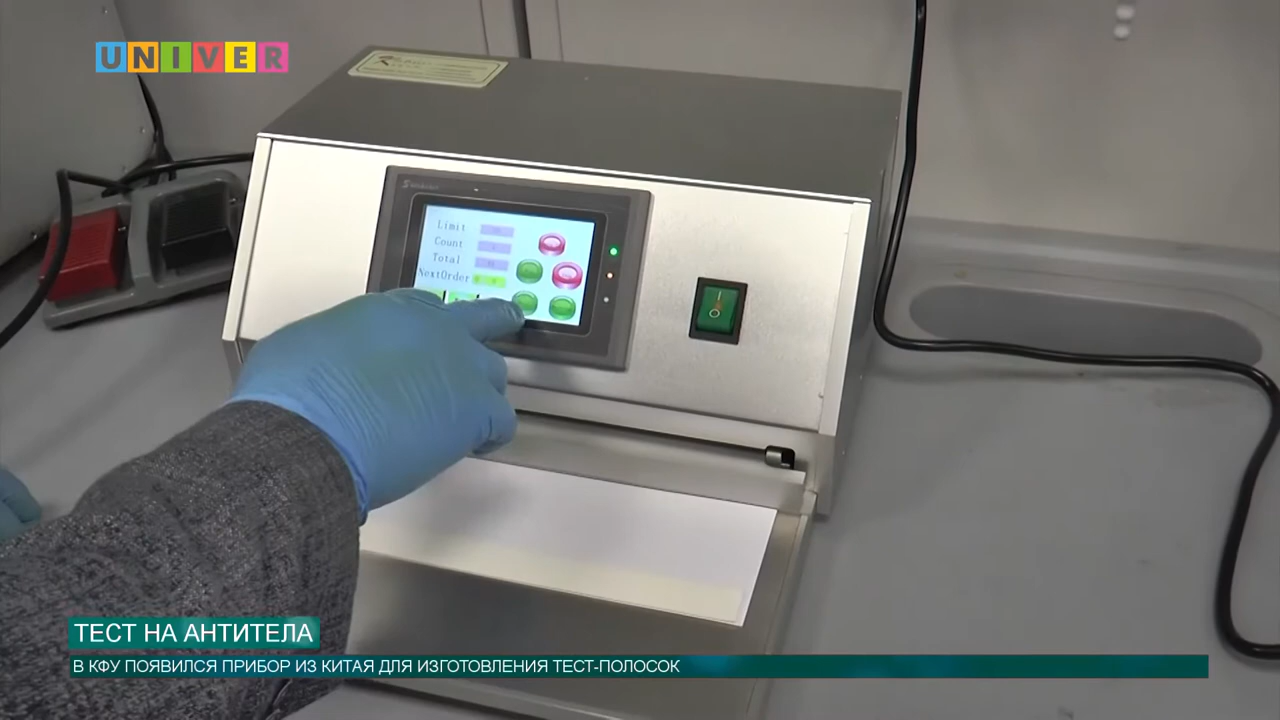 UNIVER
Limit
Count
Total
NextOrder
ТЕСТ НА АНТИТЕЛА
В КФУ ПОЯВИЛСЯ ПРИБОР ИЗ КИТАЯ ДЛЯ ИЗГОТОВЛЕНИЯ ТЕСТ-ПОЛОСОК